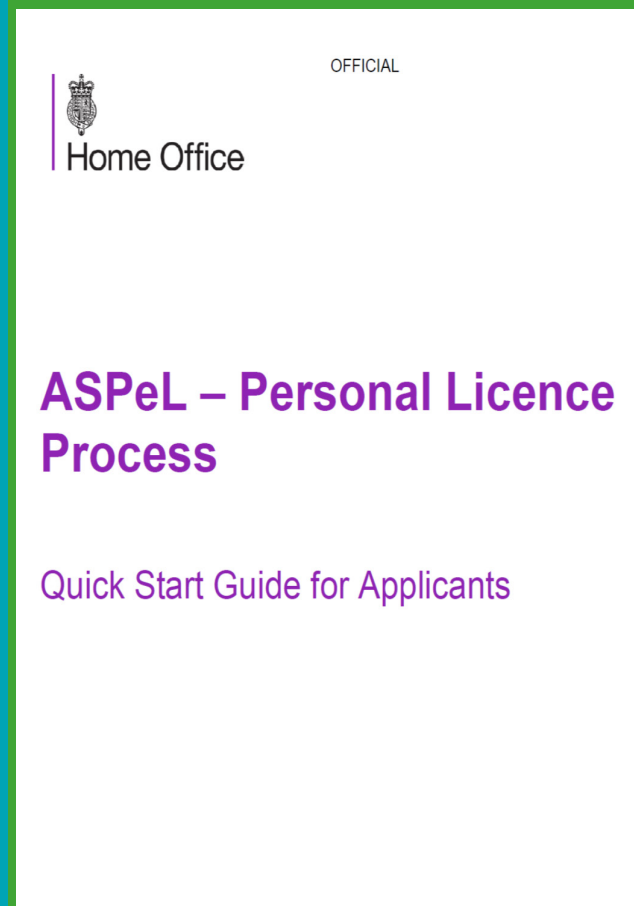 OFFICIAL
Home Office
ASPeL – Personal Licence
Process
Quick Start Guide for Applicants